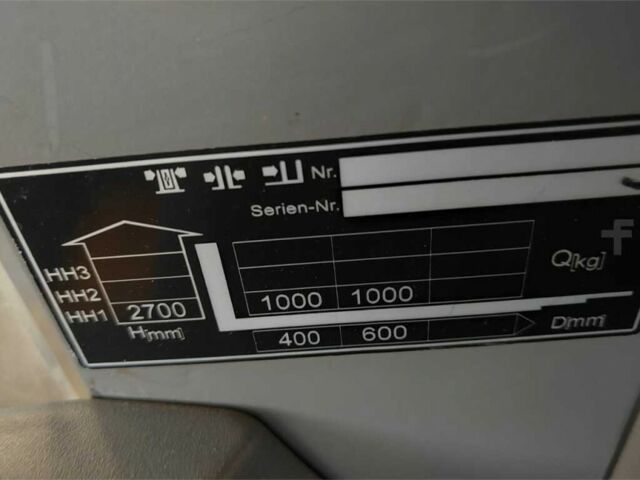 Nr.
Serien-Nr.
HH3
HH2
HH1
2700
H[mm]
1000 1000
Q[kg]
400 600
D[mm]